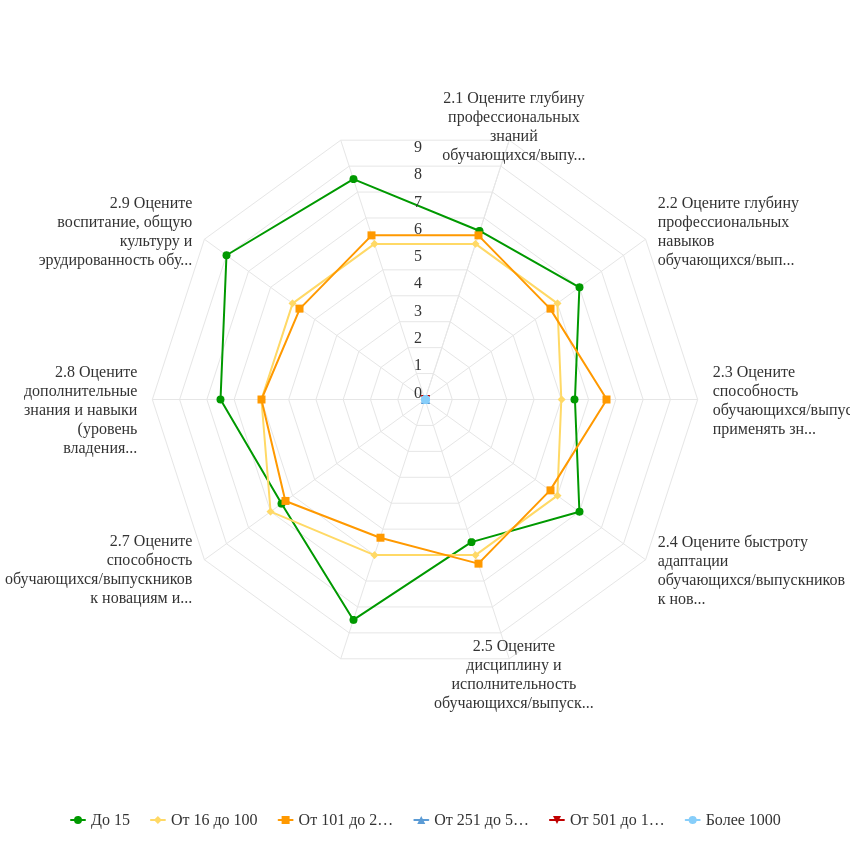 2.1 Оцените глубину
профессиональных
знаний
обучающихся/выпу...
2.2 Оцените глубину
профессиональных
навыков
обучающихся/вып...
2.3 Оцените
способность
обучающихся/выпус
применять зн...
2.4 Оцените быстроту
адаптации
обучающихся/выпускников
к нов...
2.5 Оцените
дисциплину и
исполнительность
обучающихся/выпуск...
2.7 Оцените
способность
обучающихся/выпускников
к новациям и...
2.8 Оцените
дополнительные
знания и навыки
(уровень
владения...
2.9 Оцените
воспитание, общую
культуру и
эрудированность обу...
9
8
7
6
5
4
3
2
1
0
До 15
От 16 до 100
От 101 до 2…
От 251 до 5…
От 501 до 1…
Более 1000